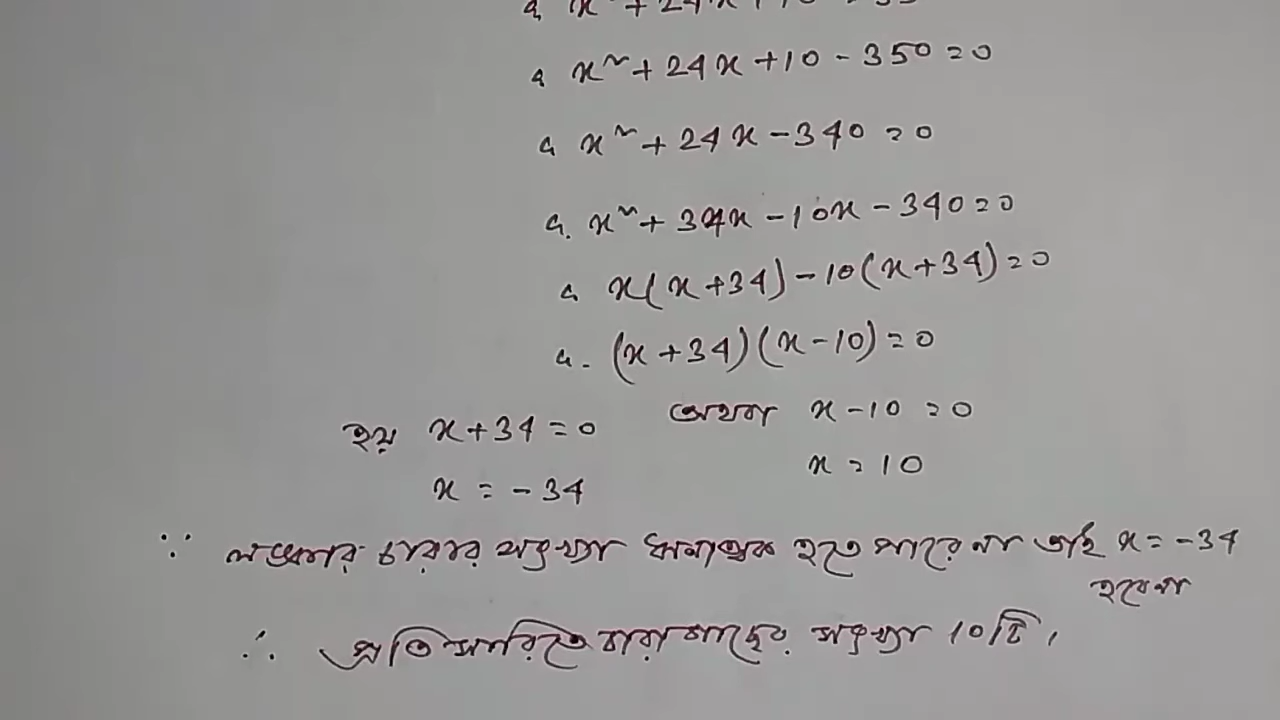 x² + 24x + 10 - 350 = 0
x² + 24x - 340 = 0
x² + 34x - 10x - 340 = 0
x(x + 34) - 10(x + 34) = 0
(x + 34)(x - 10) = 0
হয় x + 34 = 0 অথবা x - 10 = 0
x = -34 x = 10
∵ লঙ্কার চারার সংখ্যা ঋণাত্মক হতে পারে না তাই x = -34
হবেনা
∴ প্রতি সারিতে চারা গাছের সংখ্যা 10টি।